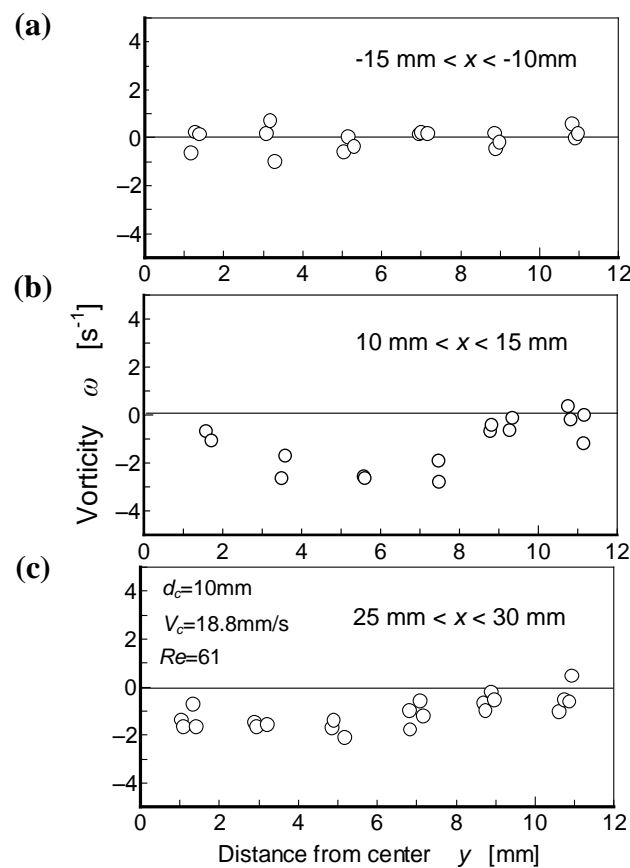 (a)
4
2
0
−2
−4
-15 mm < x < -10mm
0 2 4 6 8 10 12
(b)
4
2
0
−2
−4
10 mm < x < 15 mm
0 2 4 6 8 10 12
Vorticity ω [s⁻¹]
(c)
4
2
0
−2
−4
d_c=10mm
V_c=18.8mm/s
Re=61
25 mm < x < 30 mm
0 2 4 6 8 10 12
Distance from center y [mm]